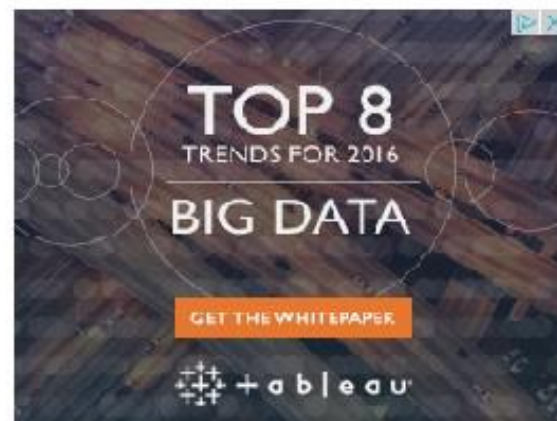 TOP 8
TRENDS FOR 2016
BIG DATA
GET THE WHITEPAPER
+ableau